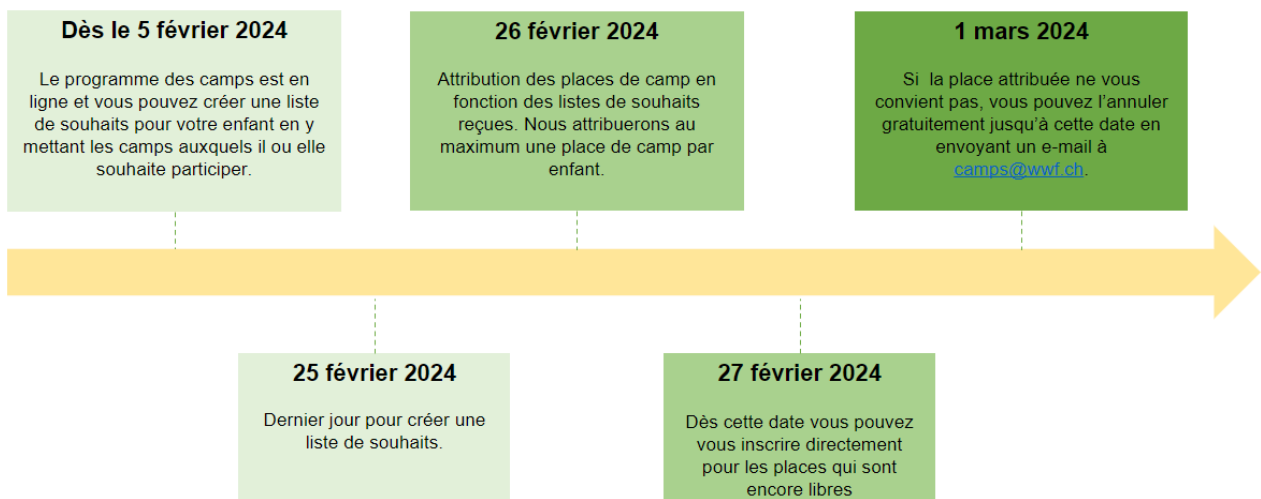 Dès le 5 février 2024
Le programme des camps est en
ligne et vous pouvez créer une liste
de souhaits pour votre enfant en y
mettant les camps auxquels il ou elle
souhaite participer.
26 février 2024
Attribution des places de camp en
fonction des listes de souhaits
reçues. Nous attribuerons au
maximum une place de camp par
enfant.
1 mars 2024
Si la place attribuée ne vous
convient pas, vous pouvez l’annuler
gratuitement jusqu’à cette date en
envoyant un e-mail à
camps@wwf.ch.
25 février 2024
Dernier jour pour créer une
liste de souhaits.
27 février 2024
Dès cette date vous pouvez
vous inscrire directement
pour les places qui sont
encore libres